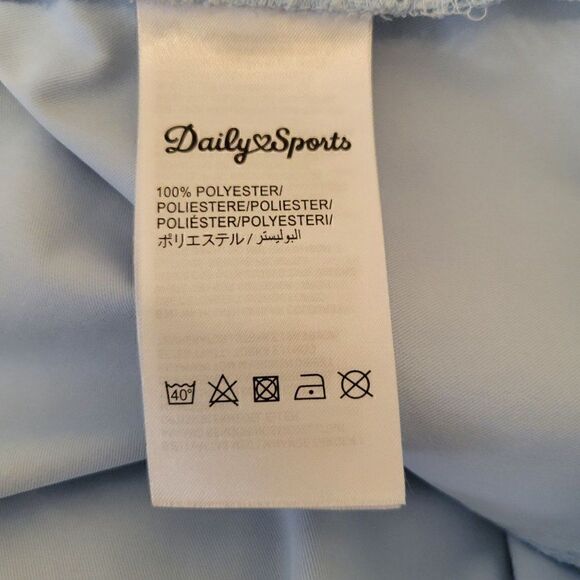 Daily♡Sports
100% POLYESTER/
POLIESTERE/POLIESTER/
POLIÉSTER/POLYESTERI/
ポリエステル / البوليستر
40°